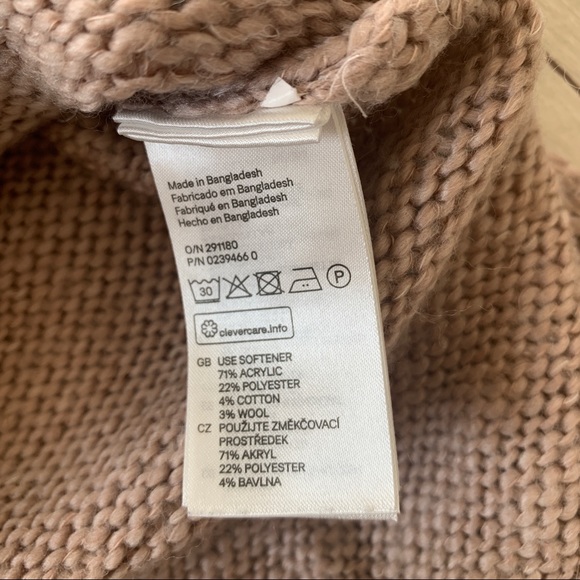 Made in Bangladesh
Fabricado em Bangladesh
Fabriqué en Bangladesh
Hecho en Bangladesh
O/N 291180
P/N 0239466 0
30 P
clevercare.info
GB USE SOFTENER
71% ACRYLIC
22% POLYESTER
4% COTTON
3% WOOL
CZ POUŽIJTE ZMĚKČOVACÍ
PROSTŘEDEK
71% AKRYL
22% POLYESTER
4% BAVLNA